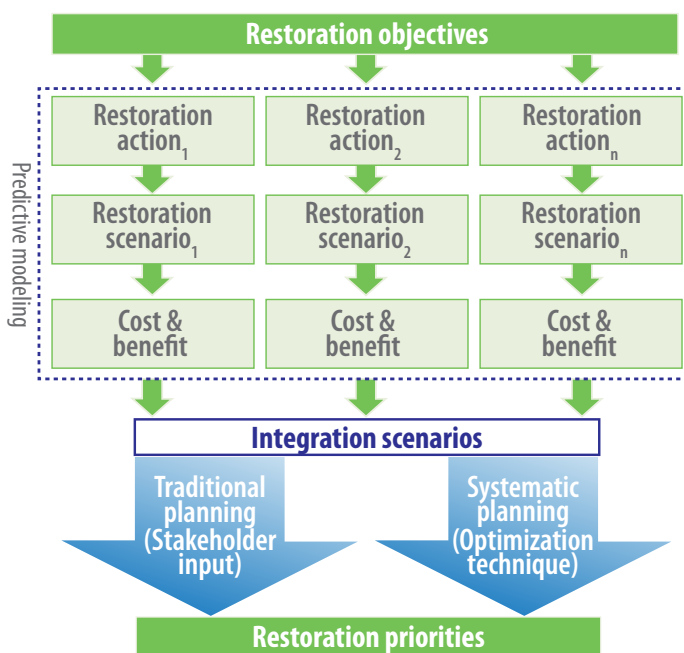 Restoration objectives
Predictive modeling
Restoration
action₁
Restoration
action₂
Restoration
actionₙ
Restoration
scenario₁
Restoration
scenario₂
Restoration
scenarioₙ
Cost &
benefit
Cost &
benefit
Cost &
benefit
Integration scenarios
Traditional
planning
(Stakeholder
input)
Systematic
planning
(Optimization
technique)
Restoration priorities